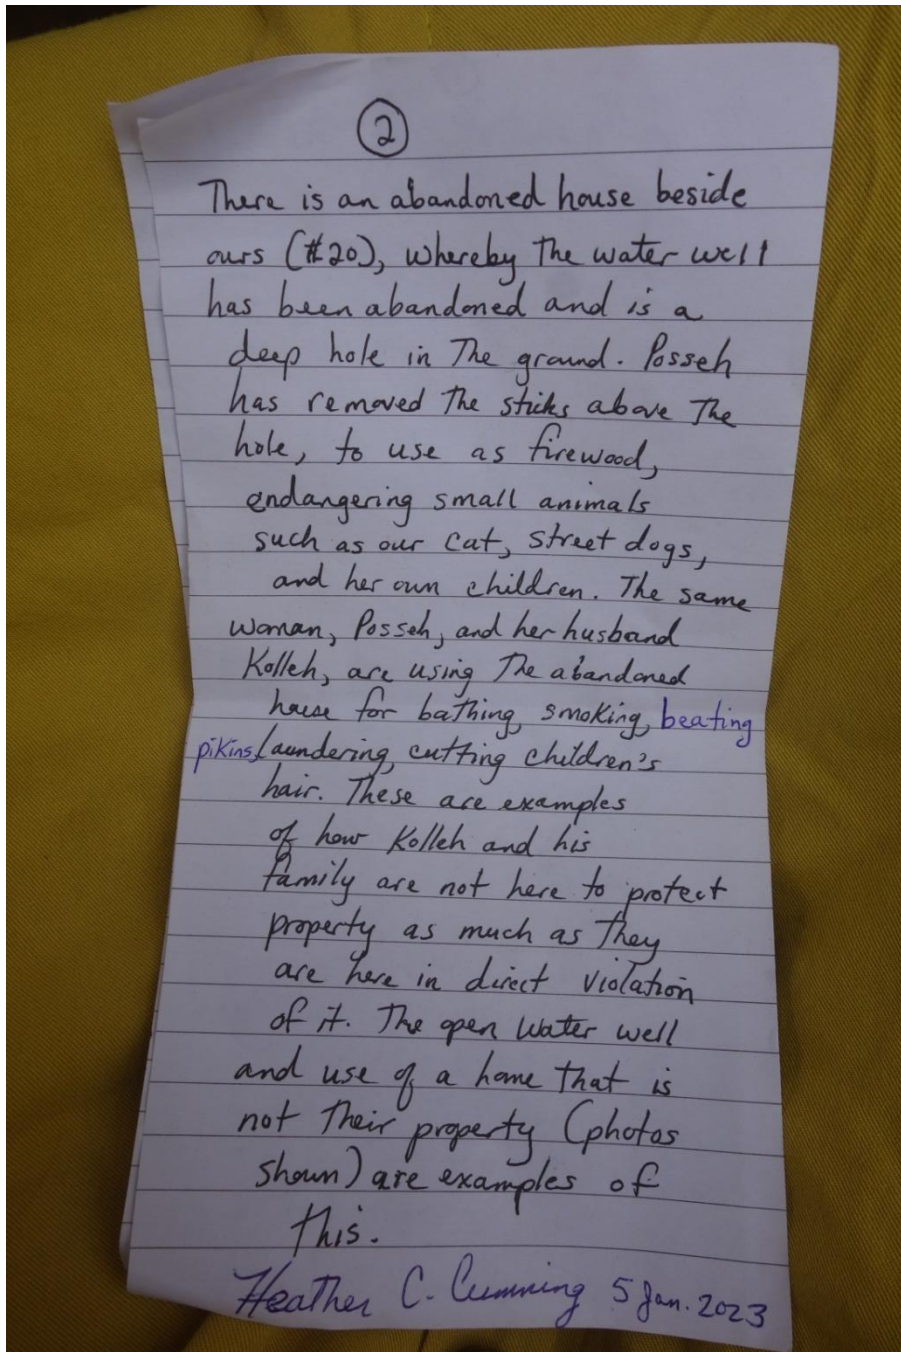 2
There is an abandoned house beside
ours (#20), whereby the water well
has been abandoned and is a
deep hole in the ground. Posseh
has removed the sticks above the
hole, to use as firewood,
endangering small animals
such as our cat, street dogs,
and her own children. The same
woman, Posseh, and her husband
Kolleh, are using the abandoned
house for bathing, smoking, beating
pikins, laundering, cutting children's
hair. These are examples
of how Kolleh and his
family are not here to protect
property as much as they
are here in direct violation
of it. The open water well
and use of a home that is
not their property (photos
shown) are examples of
this.
Heather C. Cumming 5 Jan. 2023